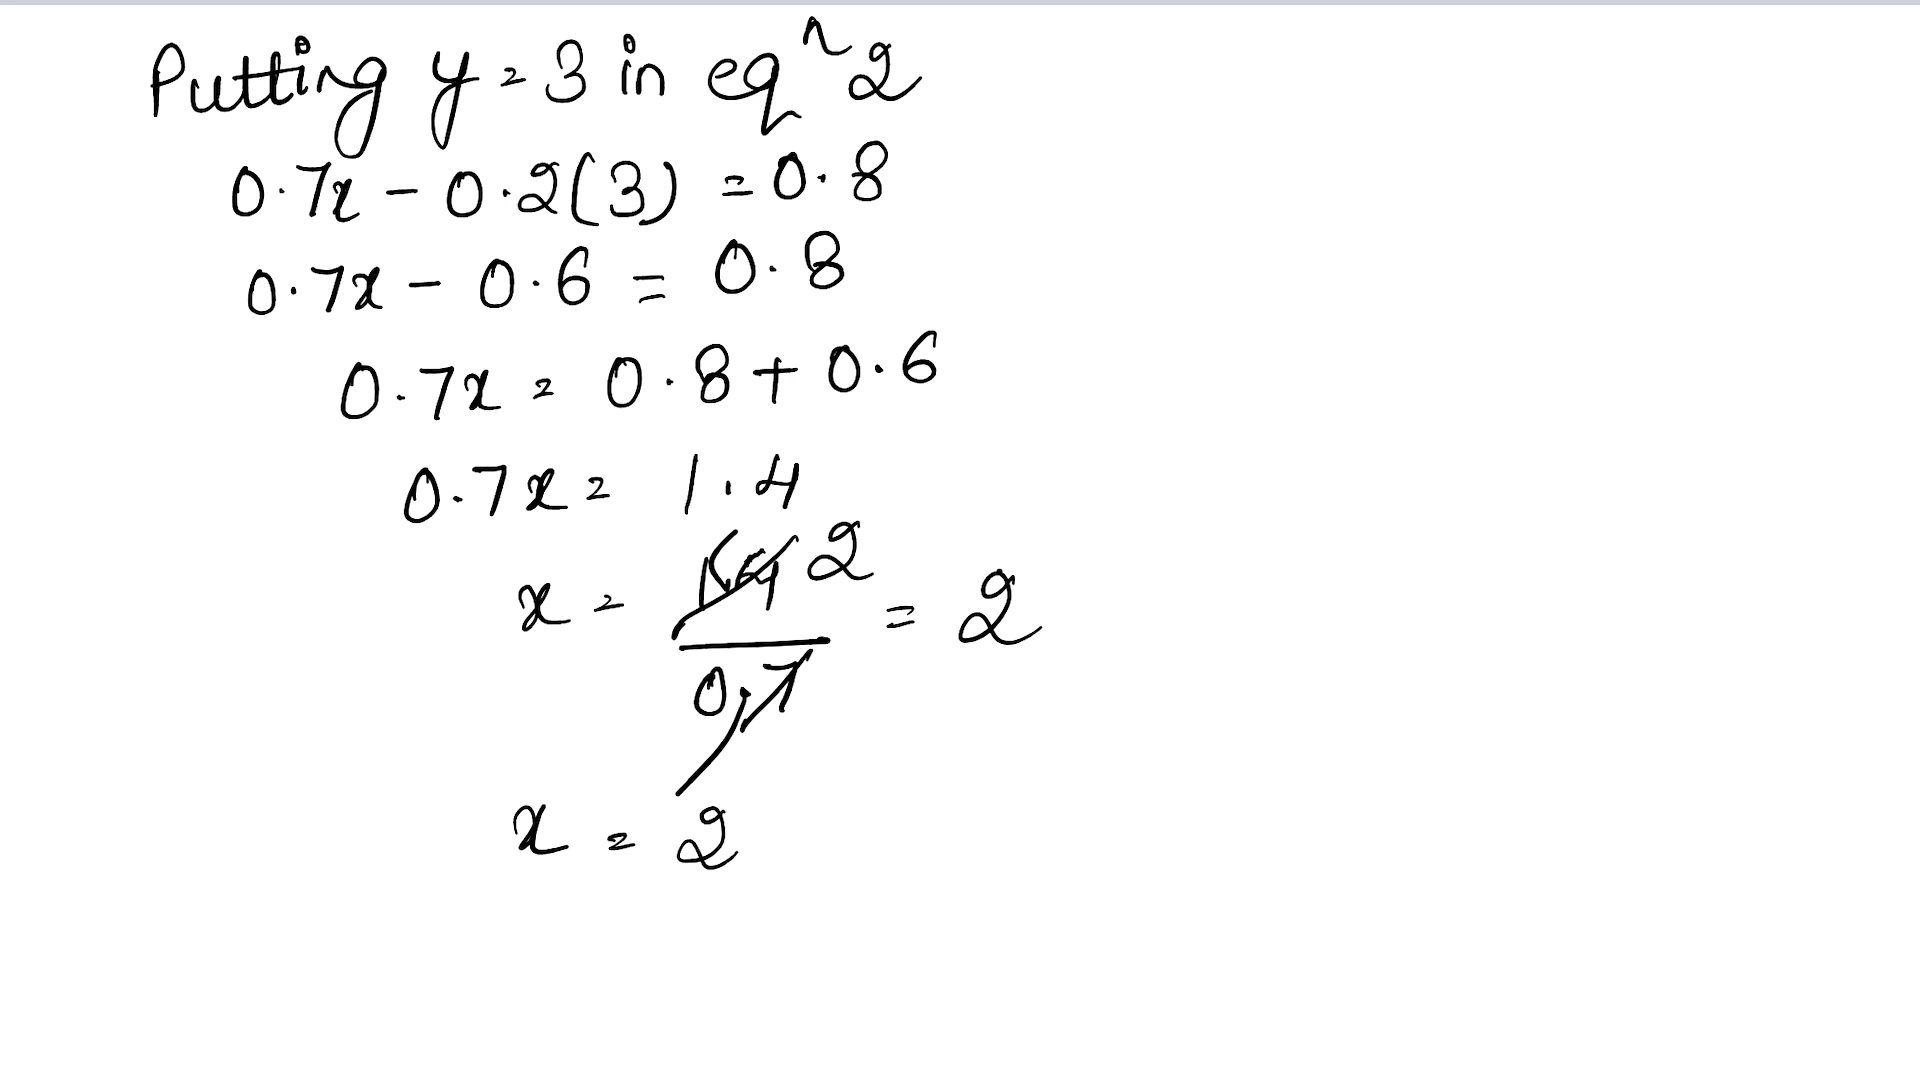 Putting y = 3 in eqⁿ 2
0.7x - 0.2(3) = 0.8
0.7x - 0.6 = 0.8
0.7x = 0.8 + 0.6
0.7x = 1.4
x = 1.4/0.7 2 = 2
x = 2